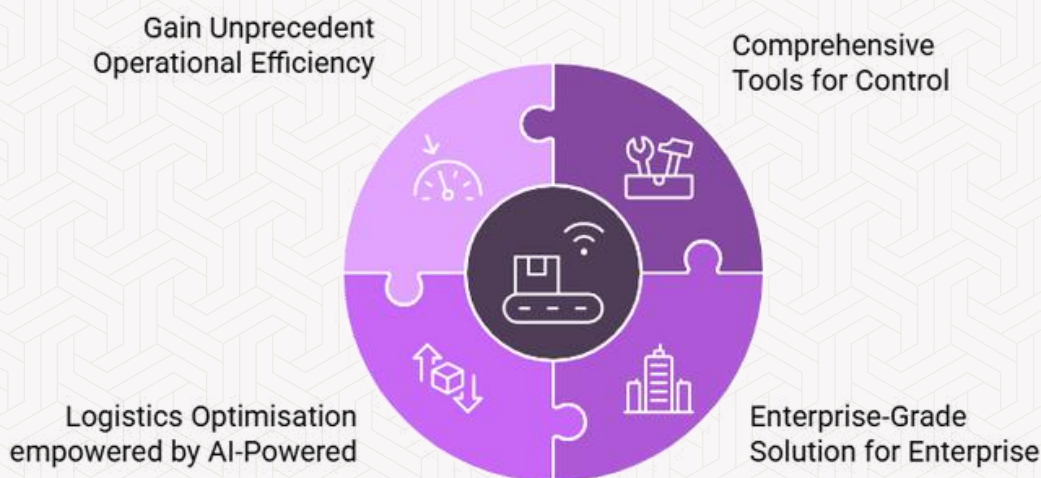 Gain Unprecedent
Operational Efficiency
Comprehensive
Tools for Control
Logistics Optimisation
empowered by AI-Powered
Enterprise-Grade
Solution for Enterprise